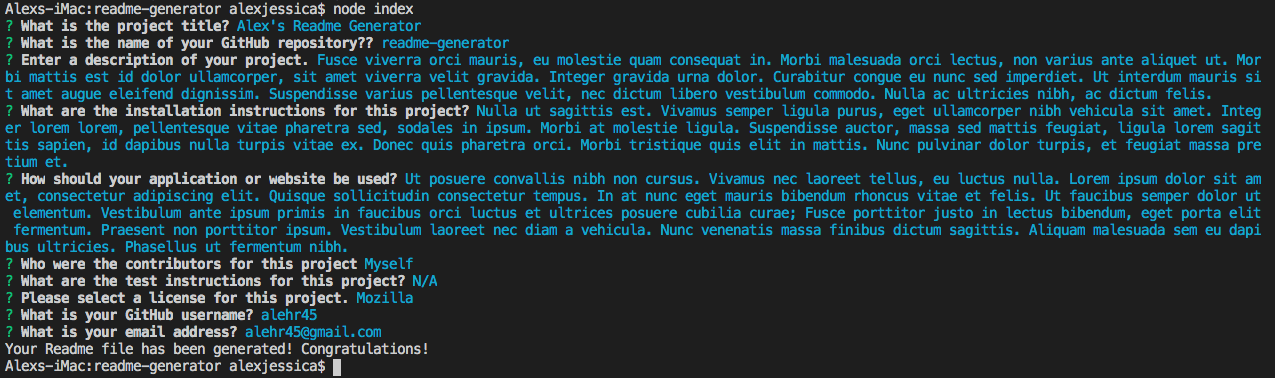 Alexs-iMac:readme-generator alexjessica$ node index
? What is the project title? Alex's Readme Generator
? What is the name of your GitHub repository?? readme-generator
? Enter a description of your project. Fusce viverra orci mauris, eu molestie quam consequat in. Morbi malesuada orci lectus, non varius ante aliquet ut. Mor
bi mattis est id dolor ullamcorper, sit amet viverra velit gravida. Integer gravida urna dolor. Curabitur congue eu nunc sed imperdiet. Ut interdum mauris si
t amet augue eleifend dignissim. Suspendisse varius pellentesque velit, nec dictum libero vestibulum commodo. Nulla ac ultricies nibh, ac dictum felis.
? What are the installation instructions for this project? Nulla ut sagittis est. Vivamus semper ligula purus, eget ullamcorper nibh vehicula sit amet. Integ
er lorem lorem, pellentesque vitae pharetra sed, sodales in ipsum. Morbi at molestie ligula. Suspendisse auctor, massa sed mattis feugiat, ligula lorem sagit
tis sapien, id dapibus nulla turpis vitae ex. Donec quis pharetra orci. Morbi tristique quis elit in mattis. Nunc pulvinar dolor turpis, et feugiat massa pre
tium et.
? How should your application or website be used? Ut posuere convallis nibh non cursus. Vivamus nec laoreet tellus, eu luctus nulla. Lorem ipsum dolor sit am
et, consectetur adipiscing elit. Quisque sollicitudin consectetur tempus. In at nunc eget mauris bibendum rhoncus vitae et felis. Ut faucibus semper dolor ut
elementum. Vestibulum ante ipsum primis in faucibus orci luctus et ultrices posuere cubilia curae; Fusce porttitor justo in lectus bibendum, eget porta elit
fermentum. Praesent non porttitor ipsum. Vestibulum laoreet nec diam a vehicula. Nunc venenatis massa finibus dictum sagittis. Aliquam malesuada sem eu dapi
bus ultricies. Phasellus ut fermentum nibh.
? Who were the contributors for this project Myself
? What are the test instructions for this project? N/A
? Please select a license for this project. Mozilla
? What is your GitHub username? alehr45
? What is your email address? alehr45@gmail.com
Your Readme file has been generated! Congratulations!
Alexs-iMac:readme-generator alexjessica$